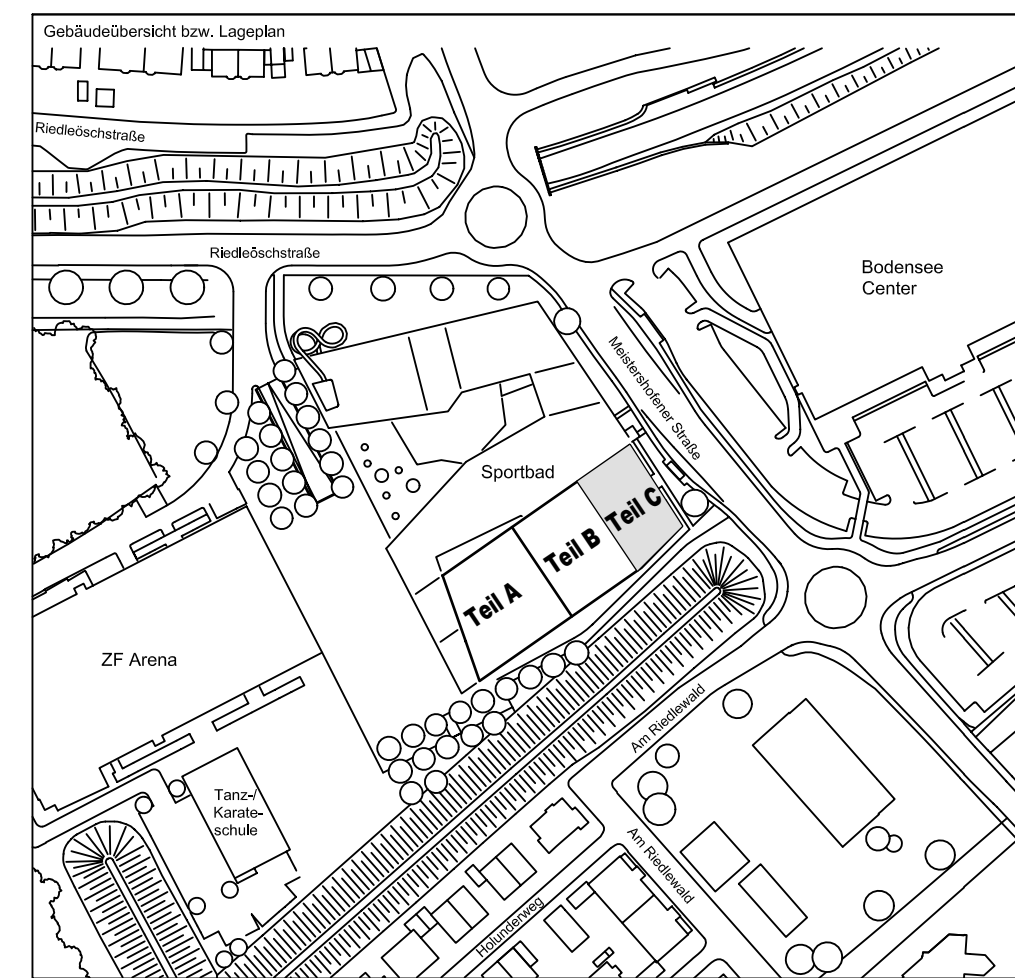 Gebäudeübersicht bzw. Lageplan
Riedleöschstraße
Riedleöschstraße
Bodensee
Center
Meistershofener Straße
Sportbad
Teil C
Teil B
Teil A
ZF Arena
Am Riedlewald
Tanz-/
Karate-
schule
Am Riedlewald
Holunderweg